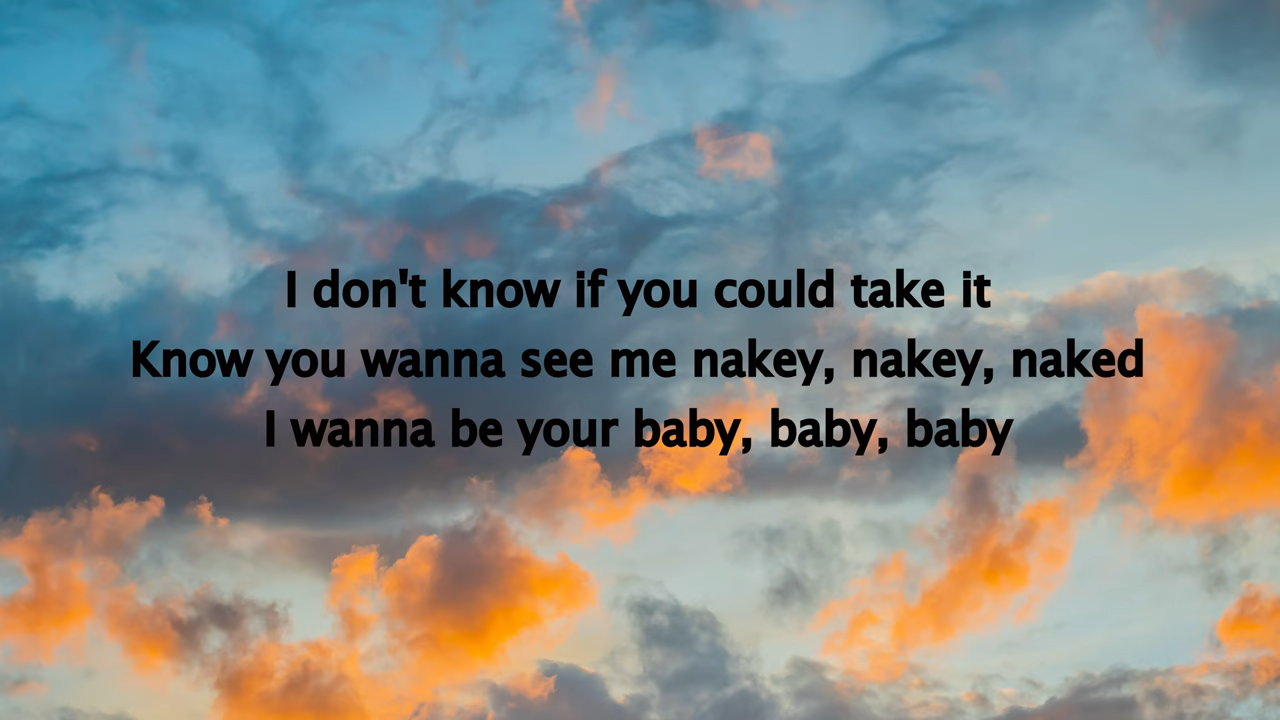 I don't know if you could take it
Know you wanna see me nakey, nakey, naked
I wanna be your baby, baby, baby